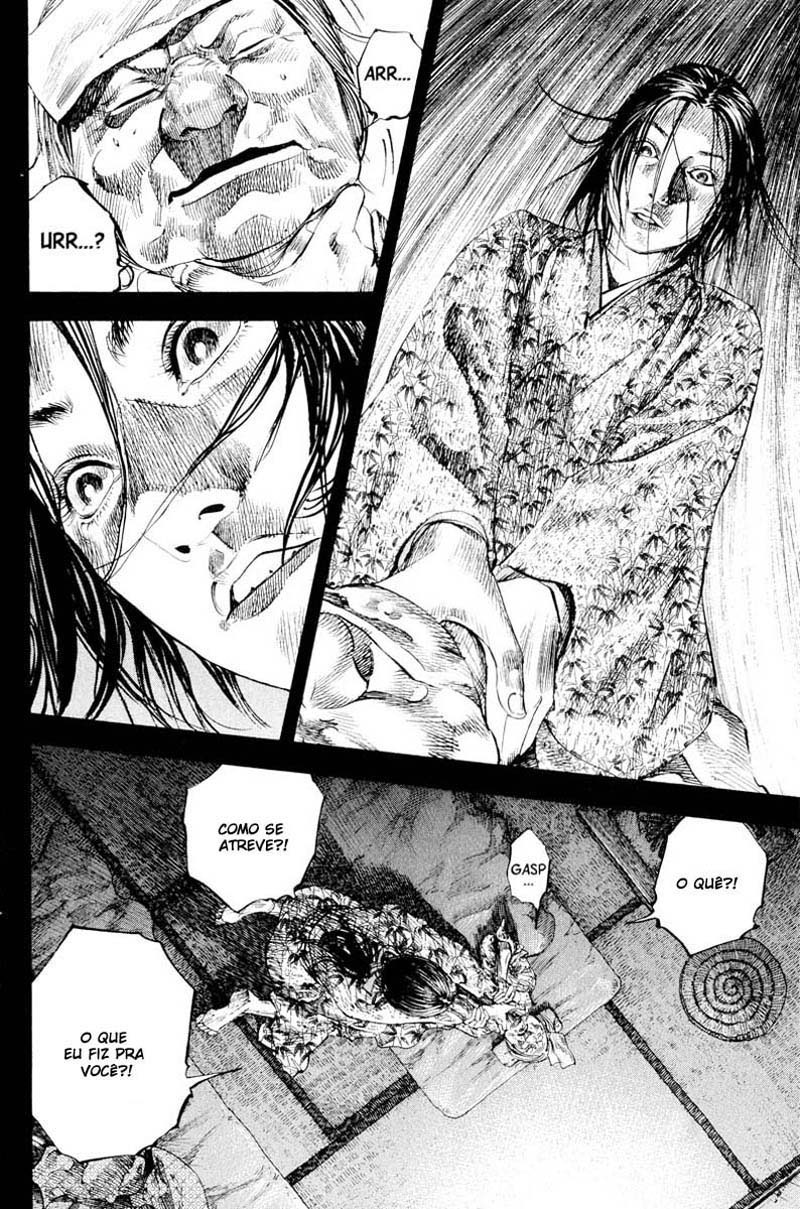 ARR...
URR...?
O QUÊ?!
GASP
...
COMO SE
ATREVE?!
O QUE
EU FIZ PRA
VOCÊ?!